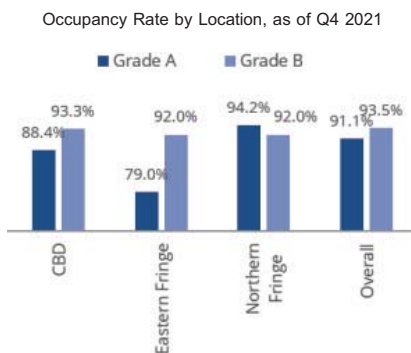 Occupancy Rate by Location, as of Q4 2021
Grade A
Grade B
88.4%
93.3%
79.0%
92.0%
94.2%
92.0%
91.1%
93.5%
CBD
Eastern Fringe
Northern
Fringe
Overall